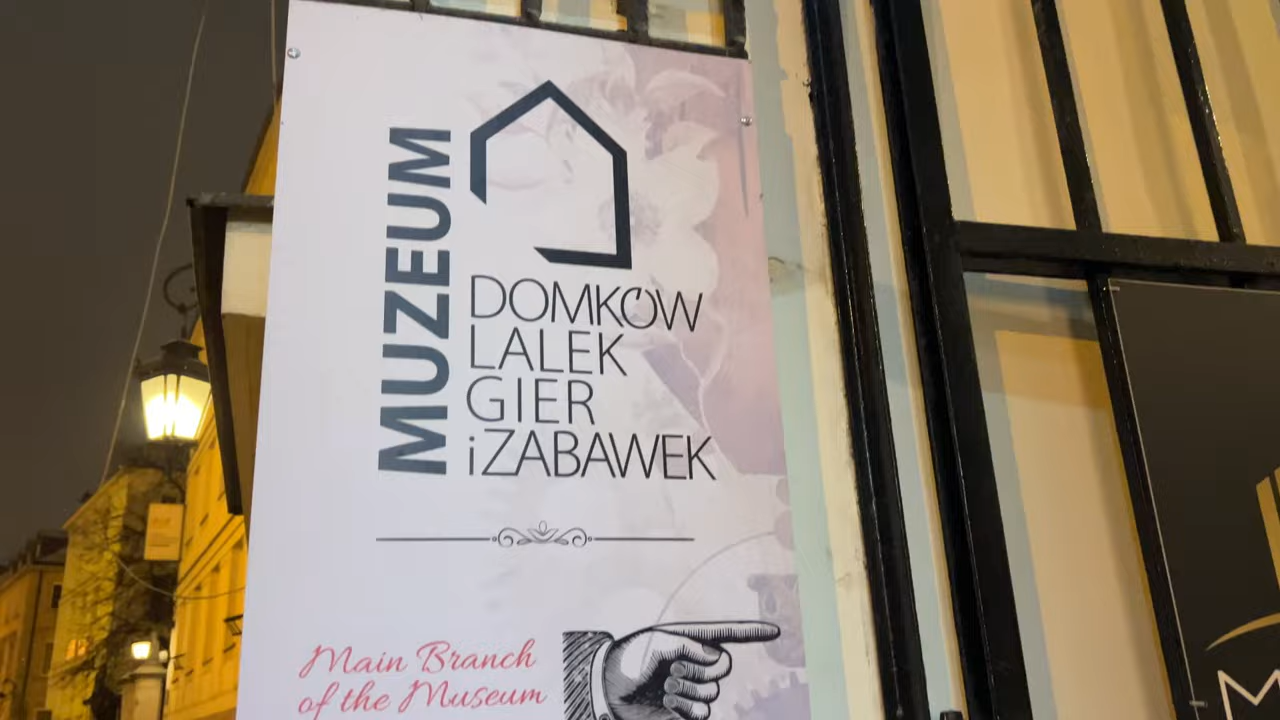 MUZEUM
DOMKÓW
LALEK
GIER
i ZABAWEK
Main Branch
of the Museum